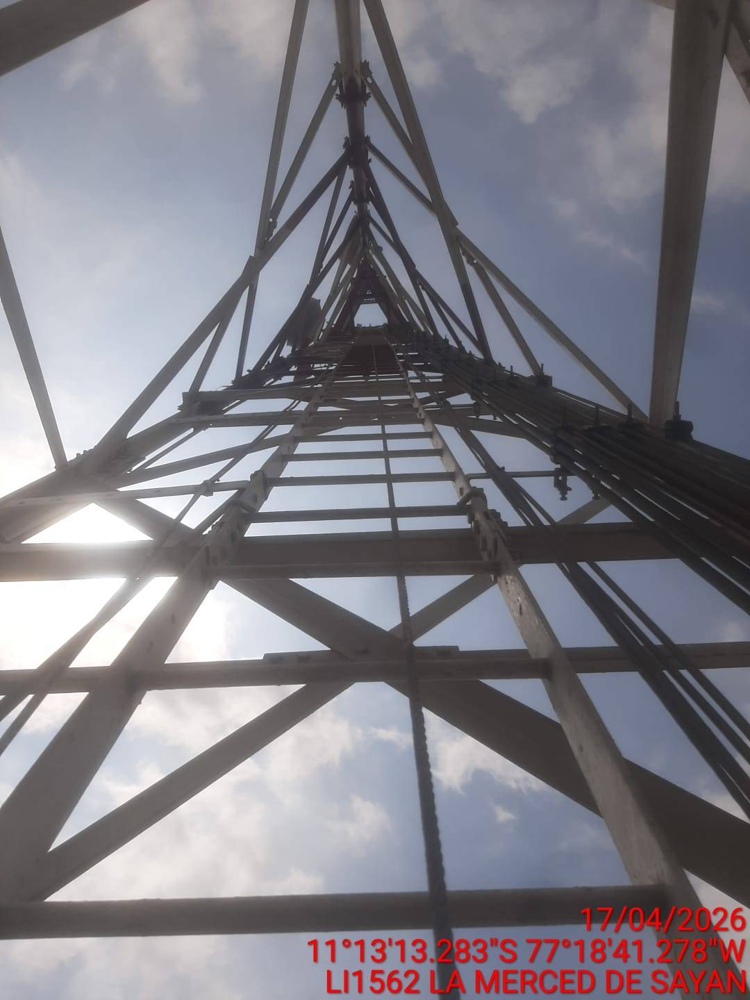 17/04/2026
11°13'13.283"S 77°18'41.278"W
LI1562 LA MERCED DE SAYAN